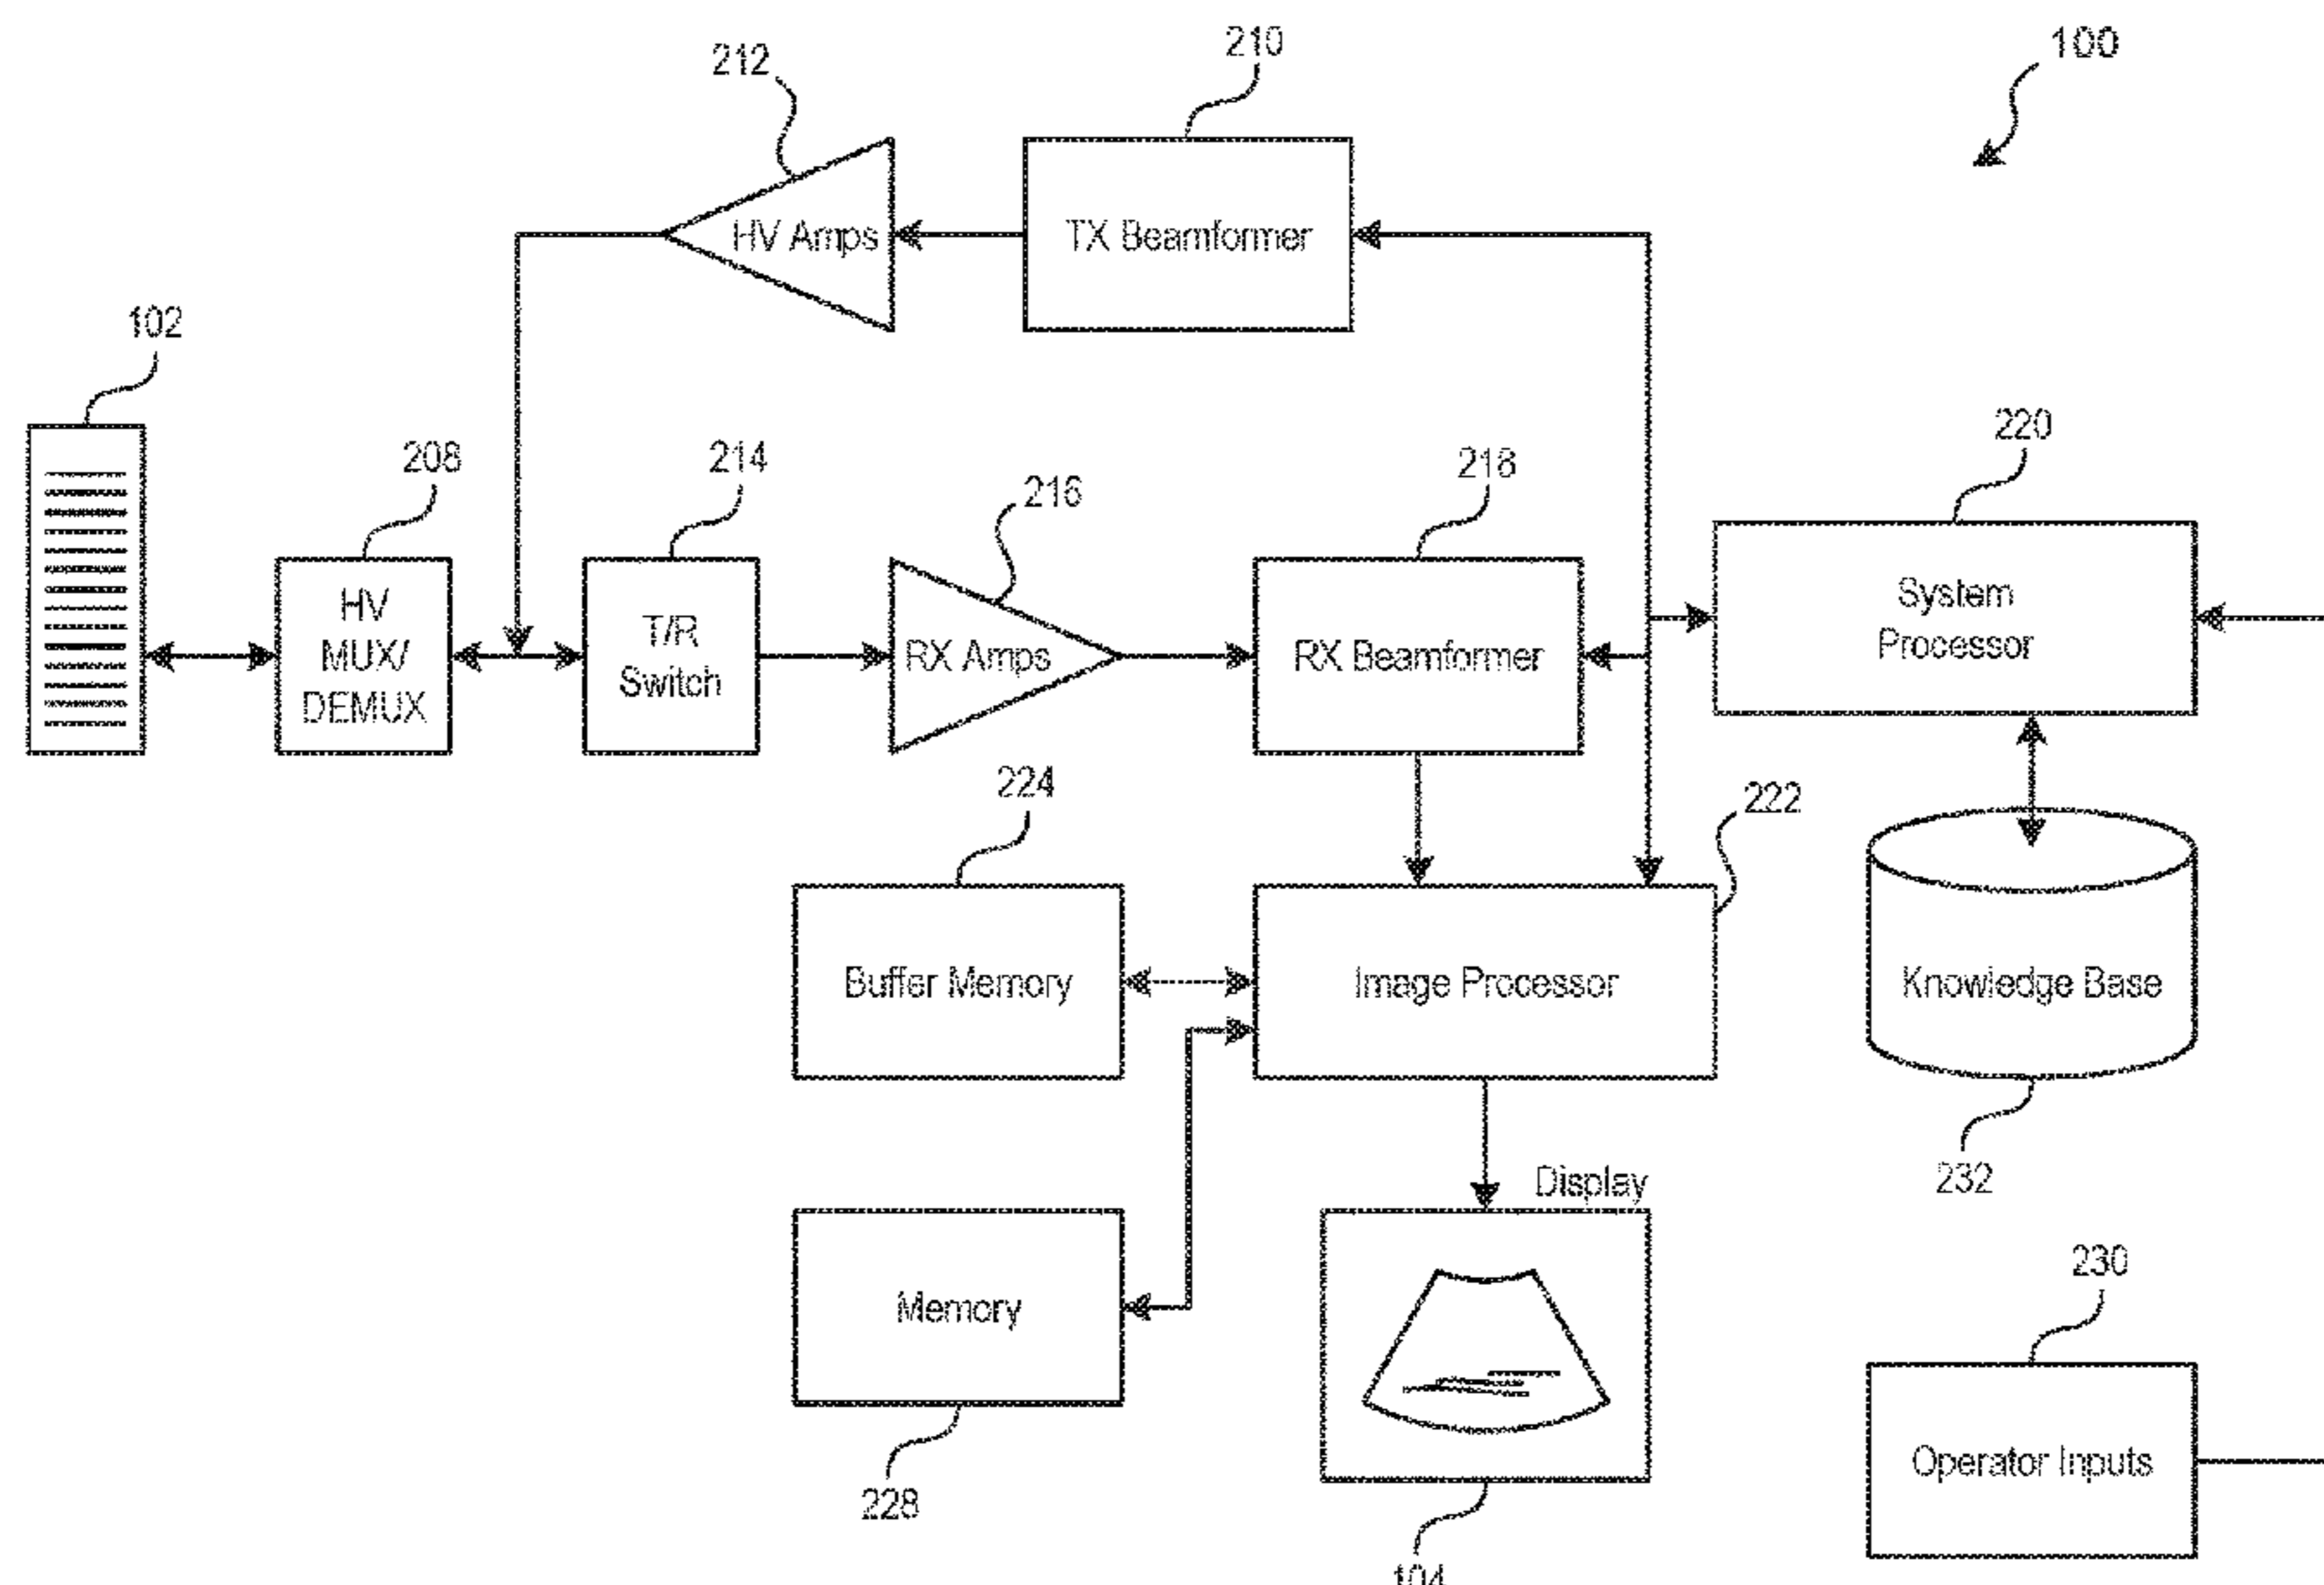 210
100
212
HV Amps
TX Beamformer
102
208
214
216
218
220
HV
MUX/
DEMUX
T/R
Switch
RX Amps
RX Beamformer
System
Processor
224
222
Buffer Memory
Image Processor
Knowledge Base
Display
232
Memory
230
Operator Inputs
228
104